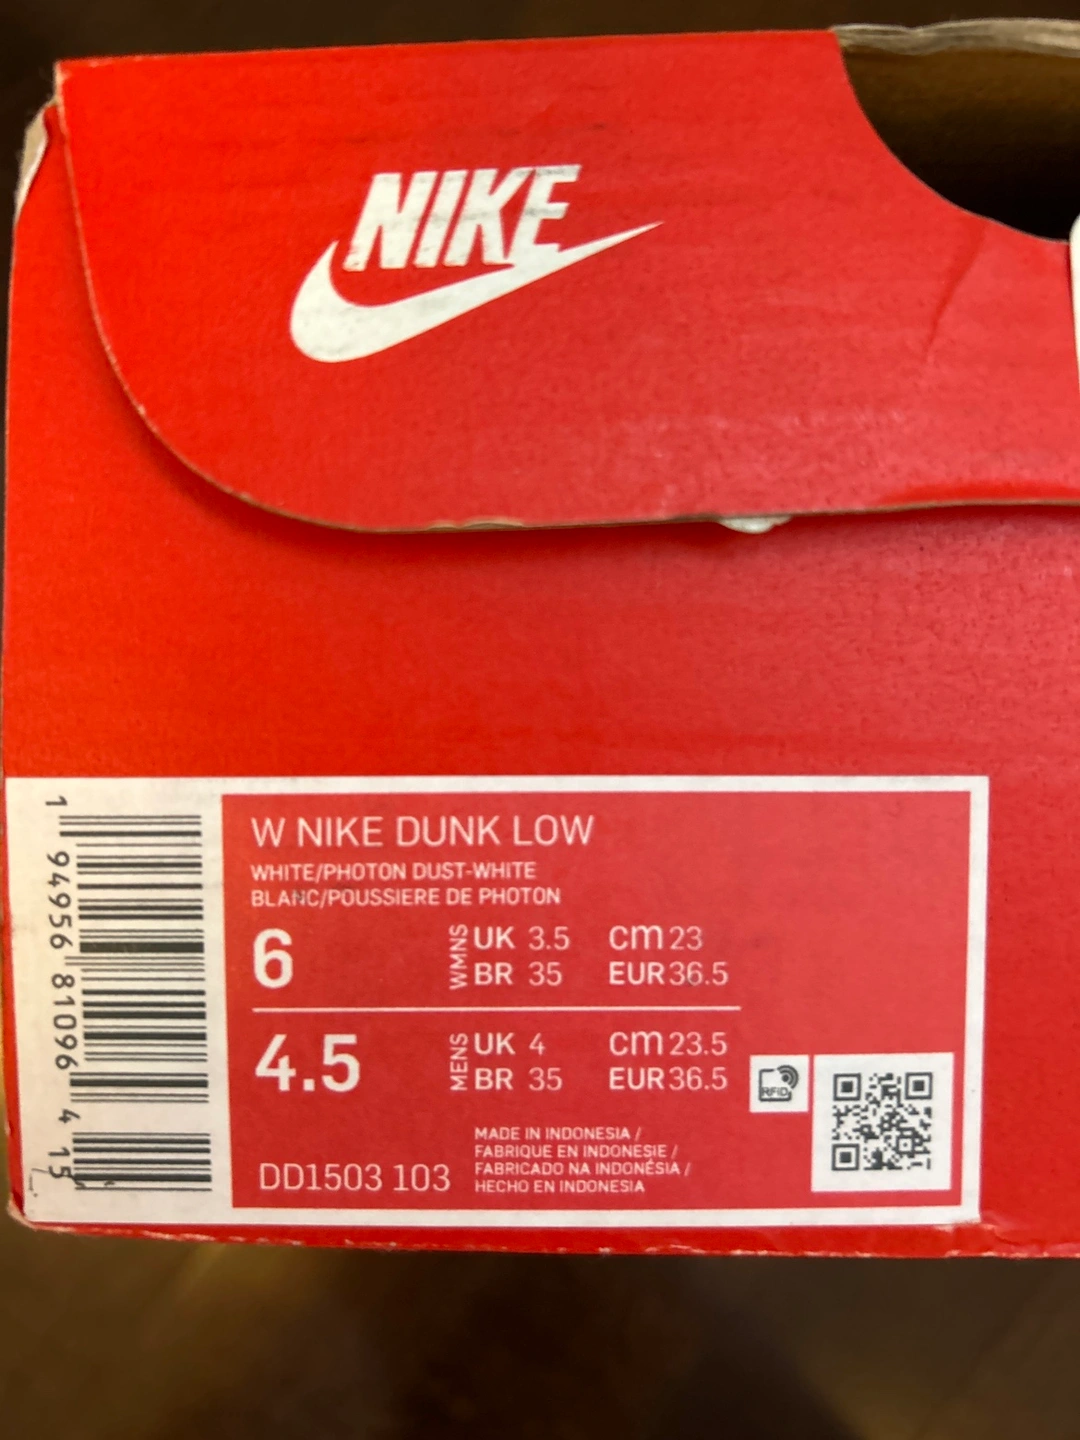 NIKE
1 94956 81096 4 15
W NIKE DUNK LOW
WHITE/PHOTON DUST-WHITE
BLANC/POUSSIERE DE PHOTON
6 WMNS UK 3.5 cm 23
BR 35 EUR 36.5
4.5 MENS UK 4 cm 23.5
BR 35 EUR 36.5
RFID
MADE IN INDONESIA /
FABRIQUE EN INDONESIE /
FABRICADO NA INDONÉSIA /
HECHO EN INDONESIA
DD1503 103